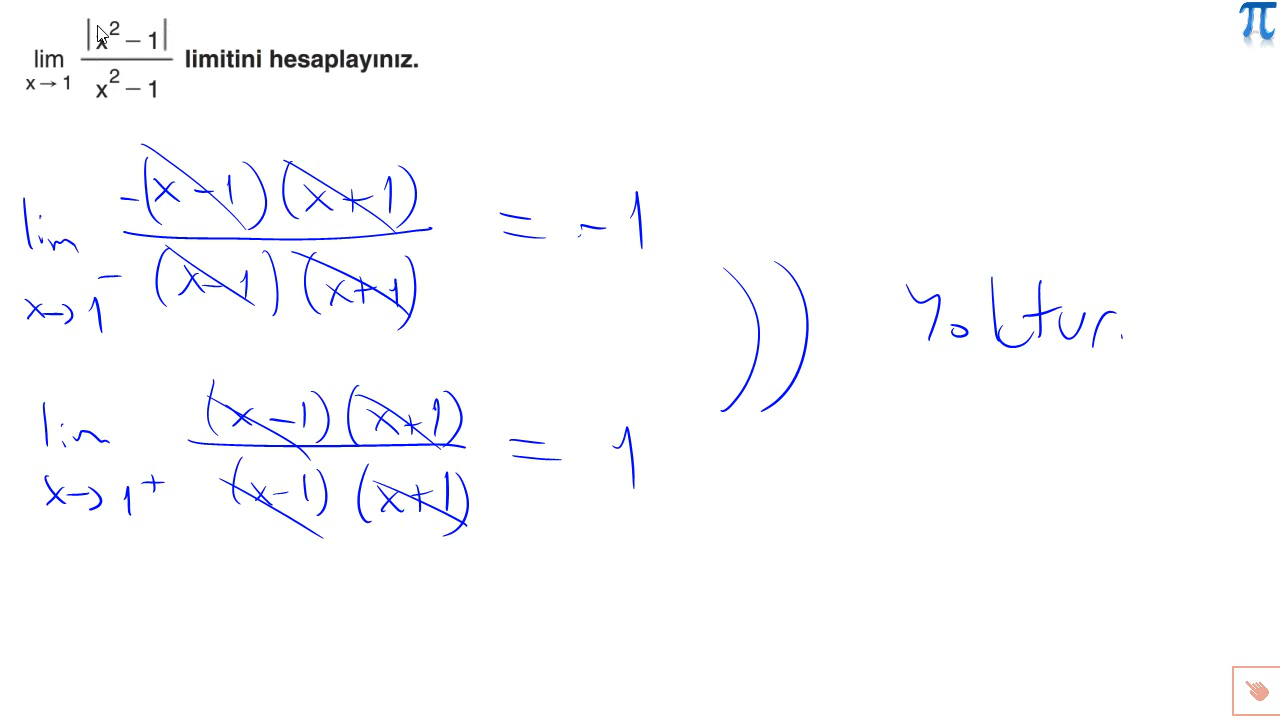 lim x→1 |x² – 1| / x² – 1 limitini hesaplayınız.
π
lim x→1⁻ -(x-1)(x+1) / (x-1)(x+1) = -1
lim x→1⁺ (x-1)(x+1) / (x-1)(x+1) = 1
)) Yoktur.